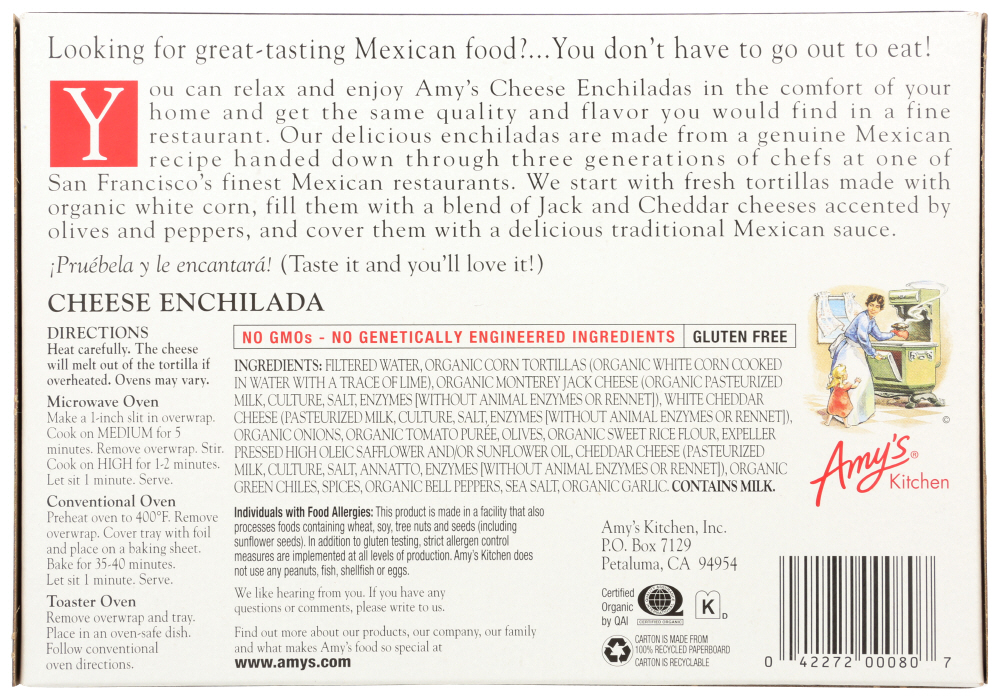 Looking for great-tasting Mexican food?...You don't have to go out to eat!
You can relax and enjoy Amy's Cheese Enchiladas in the comfort of your
home and get the same quality and flavor you would find in a fine
restaurant. Our delicious enchiladas are made from a genuine Mexican
recipe handed down through three generations of chefs at one of
San Francisco's finest Mexican restaurants. We start with fresh tortillas made with
organic white corn, fill them with a blend of Jack and Cheddar cheeses accented by
olives and peppers, and cover them with a delicious traditional Mexican sauce.
¡Pruébela y le encantará! (Taste it and you'll love it!)
CHEESE ENCHILADA
DIRECTIONS
Heat carefully. The cheese
will melt out of the tortilla if
overheated. Ovens may vary.
Microwave Oven
Make a 1-inch slit in overwrap.
Cook on MEDIUM for 5
minutes. Remove overwrap. Stir.
Cook on HIGH for 1-2 minutes.
Let sit 1 minute. Serve.
Conventional Oven
Preheat oven to 400°F. Remove
overwrap. Cover tray with foil
and place on a baking sheet.
Bake for 35-40 minutes.
Let sit 1 minute. Serve.
Toaster Oven
Remove overwrap and tray.
Place in an oven-safe dish.
Follow conventional
oven directions.
NO GMOs - NO GENETICALLY ENGINEERED INGREDIENTS
GLUTEN FREE
INGREDIENTS: FILTERED WATER, ORGANIC CORN TORTILLAS (ORGANIC WHITE CORN COOKED
IN WATER WITH A TRACE OF LIME), ORGANIC MONTEREY JACK CHEESE (ORGANIC PASTEURIZED
MILK, CULTURE, SALT, ENZYMES [WITHOUT ANIMAL ENZYMES OR RENNET]), WHITE CHEDDAR
CHEESE (PASTEURIZED MILK, CULTURE, SALT, ENZYMES [WITHOUT ANIMAL ENZYMES OR RENNET]),
ORGANIC ONIONS, ORGANIC TOMATO PURÉE, OLIVES, ORGANIC SWEET RICE FLOUR, EXPELLER
PRESSED HIGH OLEIC SAFFLOWER AND/OR SUNFLOWER OIL, CHEDDAR CHEESE (PASTEURIZED
MILK, CULTURE, SALT, ANNATTO, ENZYMES [WITHOUT ANIMAL ENZYMES OR RENNET]), ORGANIC
GREEN CHILES, SPICES, ORGANIC BELL PEPPERS, SEA SALT, ORGANIC GARLIC. CONTAINS MILK.
Individuals with Food Allergies: This product is made in a facility that also
processes foods containing wheat, soy, tree nuts and seeds (including
sunflower seeds). In addition to gluten testing, strict allergen control
measures are implemented at all levels of production. Amy's Kitchen does
not use any peanuts, fish, shellfish or eggs.
We like hearing from you. If you have any
questions or comments, please write to us.
Find out more about our products, our company, our family
and what makes Amy's food so special at
www.amys.com
©
Amy's®
Kitchen
Amy's Kitchen, Inc.
P.O. Box 7129
Petaluma, CA 94954
Certified
Organic
by QAI
CERTIFIED ORGANIC
K D
CARTON IS MADE FROM
100% RECYCLED PAPERBOARD
CARTON IS RECYCLABLE
0 42272 00080 7